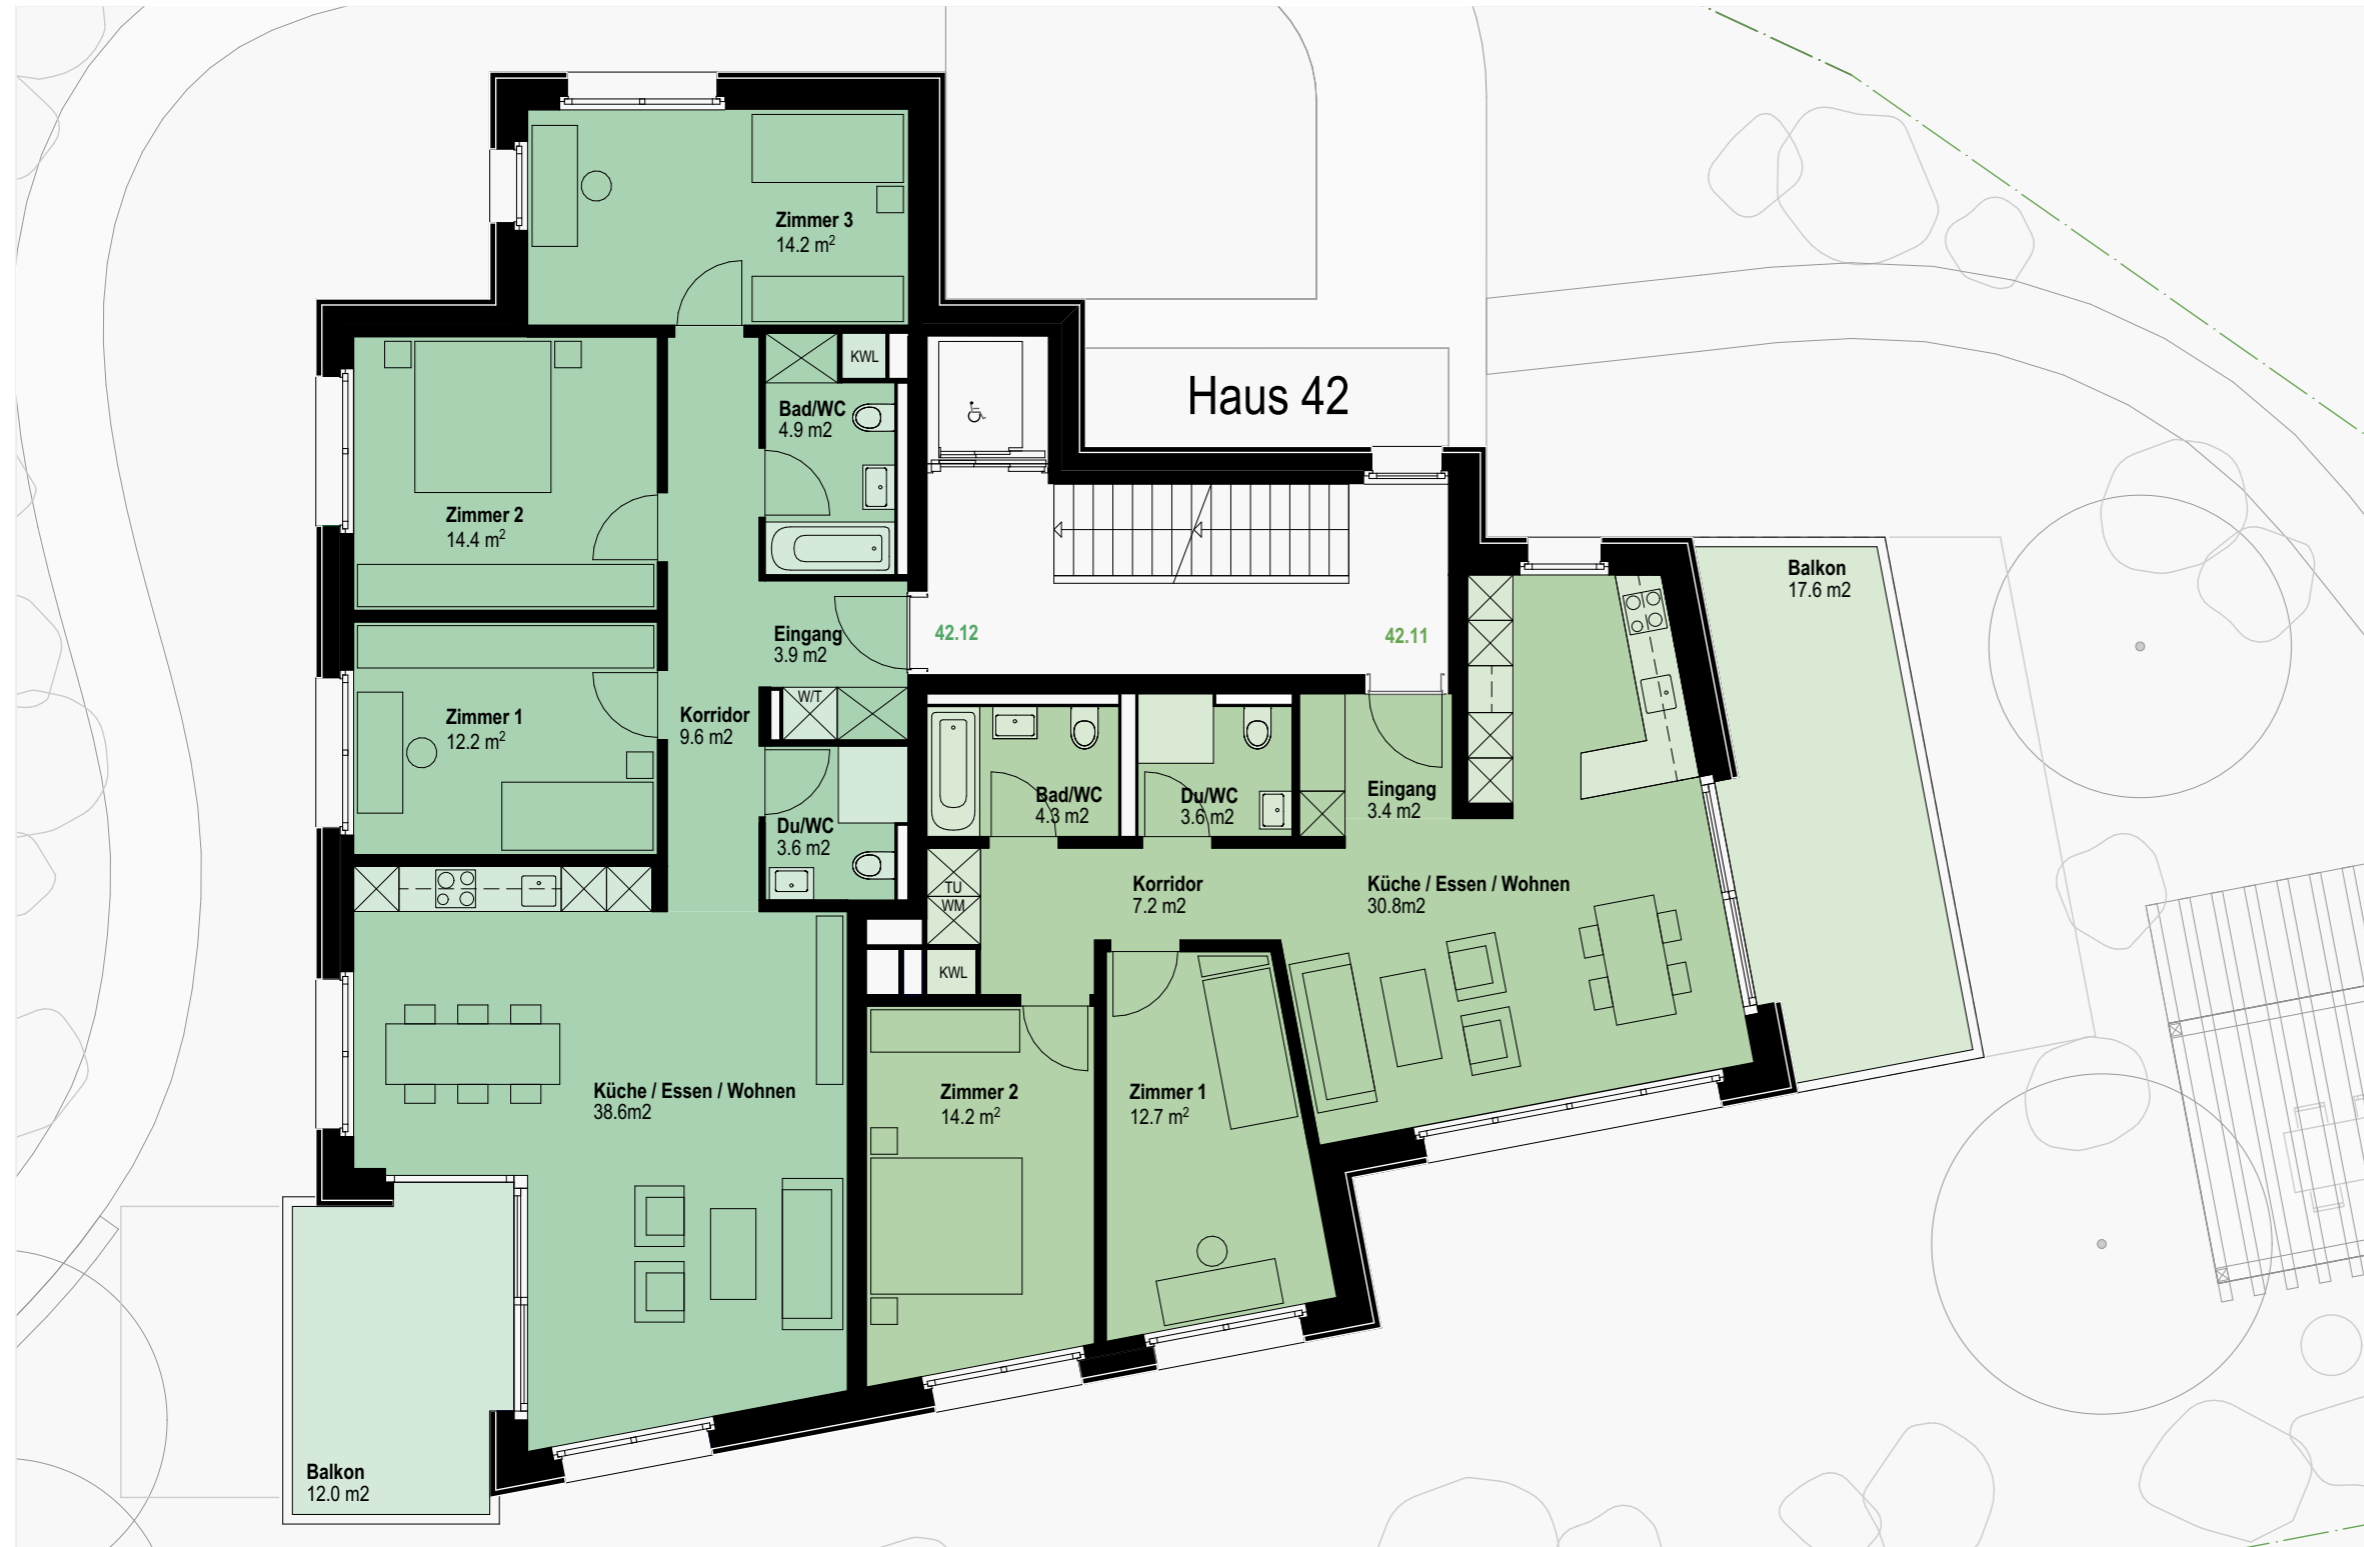 Zimmer 3
14.2 m²
KWL
Bad/WC
4.9 m2
Haus 42
Zimmer 2
14.4 m²
Balkon
17.6 m2
Eingang
3.9 m2
42.12
42.11
W/T
Zimmer 1
12.2 m²
Korridor
9.6 m2
Bad/WC
4.3 m2
Du/WC
3.6 m2
Eingang
3.4 m2
Du/WC
3.6 m2
TU
WM
Korridor
7.2 m2
Küche / Essen / Wohnen
30.8m2
KWL
Küche / Essen / Wohnen
38.6m2
Zimmer 2
14.2 m²
Zimmer 1
12.7 m²
Balkon
12.0 m2